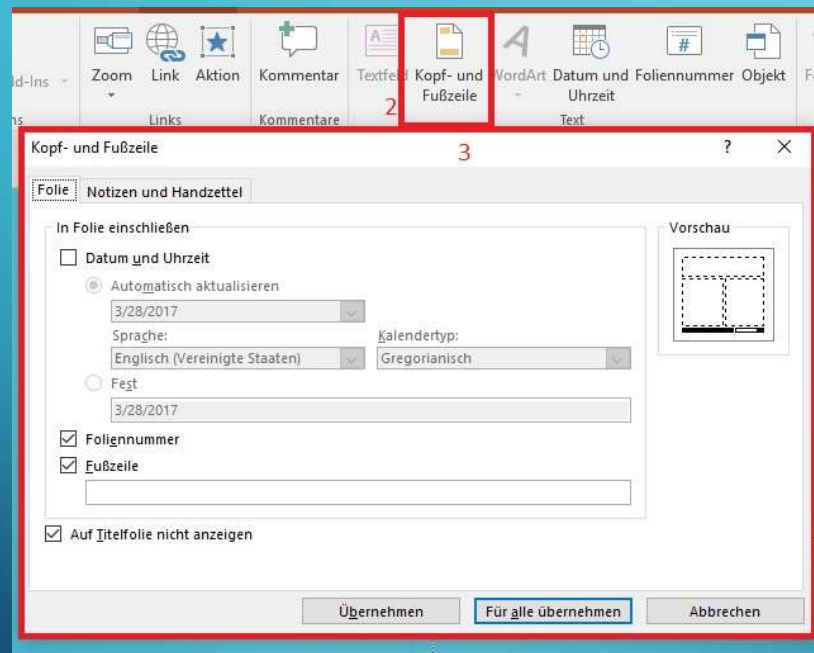 ld-Ins
Zoom
Link
Aktion
Kommentar
Textfeld
Kopf- und
Fußzeile
WordArt
Datum und
Uhrzeit
Foliennummer
Objekt
#
A
2
ns
Links
Kommentare
Text
Kopf- und Fußzeile
3
?
Folie
Notizen und Handzettel
In Folie einschließen
Vorschau
Datum und Uhrzeit
Automatisch aktualisieren
3/28/2017
Sprache:
Kalendertyp:
Englisch (Vereinigte Staaten)
Gregorianisch
Fest
3/28/2017
Foliennummer
Fußzeile
Auf Titelfolie nicht anzeigen
Übernehmen
Für alle übernehmen
Abbrechen